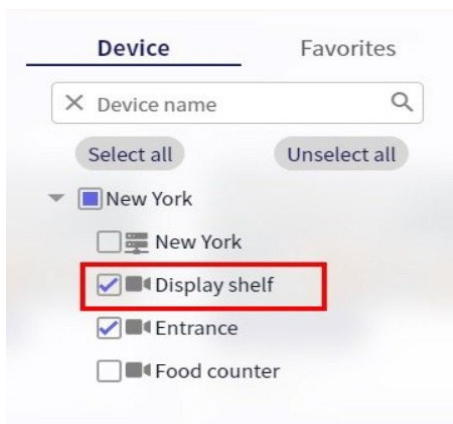 Device Favorites
Device name
Select all Unselect all
New York
New York
Display shelf
Entrance
Food counter